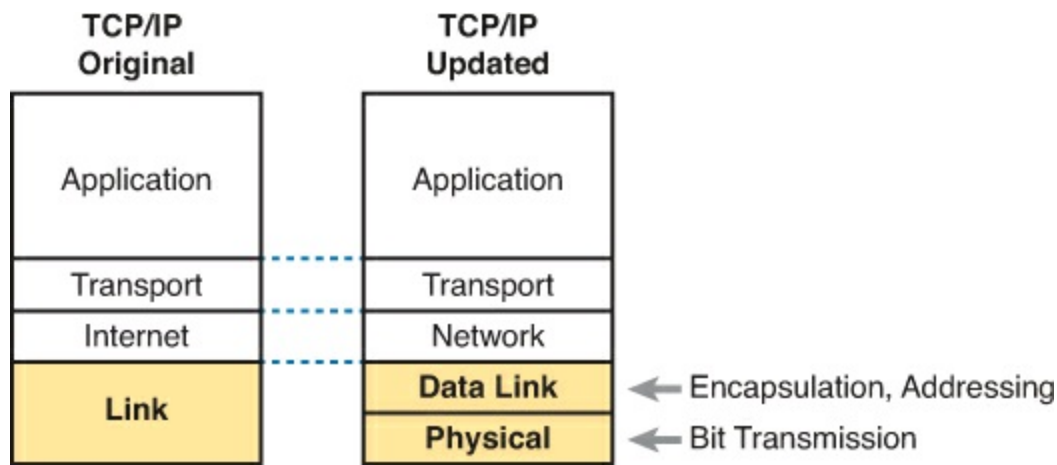 TCP/IP
Original
TCP/IP
Updated
Application
Application
Transport
Transport
Internet
Network
Link
Data Link
Encapsulation, Addressing
Physical
Bit Transmission